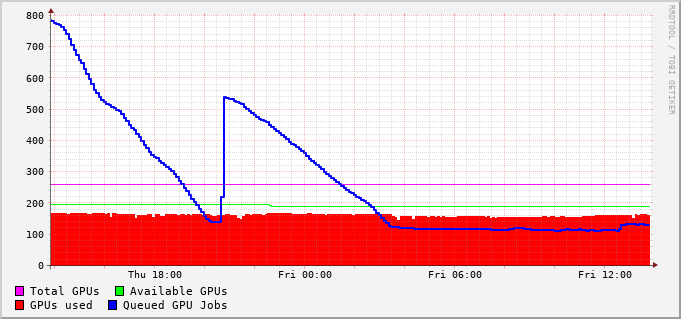 RRDTOOL / TOBI OETIKER
800
700
600
500
400
300
200
100
0
Thu 18:00 Fri 00:00 Fri 06:00 Fri 12:00
Total GPUs Available GPUs
GPUs used Queued GPU Jobs